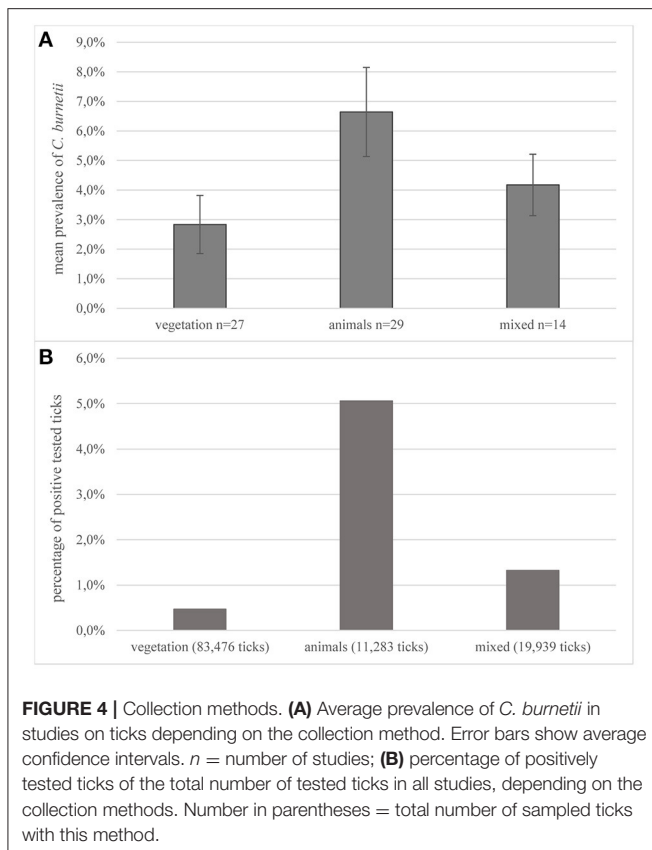 A
mean prevalence of C. burnetii
9,0%
8,0%
7,0%
6,0%
5,0%
4,0%
3,0%
2,0%
1,0%
0,0%
vegetation n=27
animals n=29
mixed n=14
B
percentage of positive tested ticks
6,0%
5,0%
4,0%
3,0%
2,0%
1,0%
0,0%
vegetation (83,476 ticks)
animals (11,283 ticks)
mixed (19,939 ticks)
FIGURE 4 | Collection methods. (A) Average prevalence of C. burnetii in
studies on ticks depending on the collection method. Error bars show average
confidence intervals. n = number of studies; (B) percentage of positively
tested ticks of the total number of tested ticks in all studies, depending on the
collection methods. Number in parentheses = total number of sampled ticks
with this method.